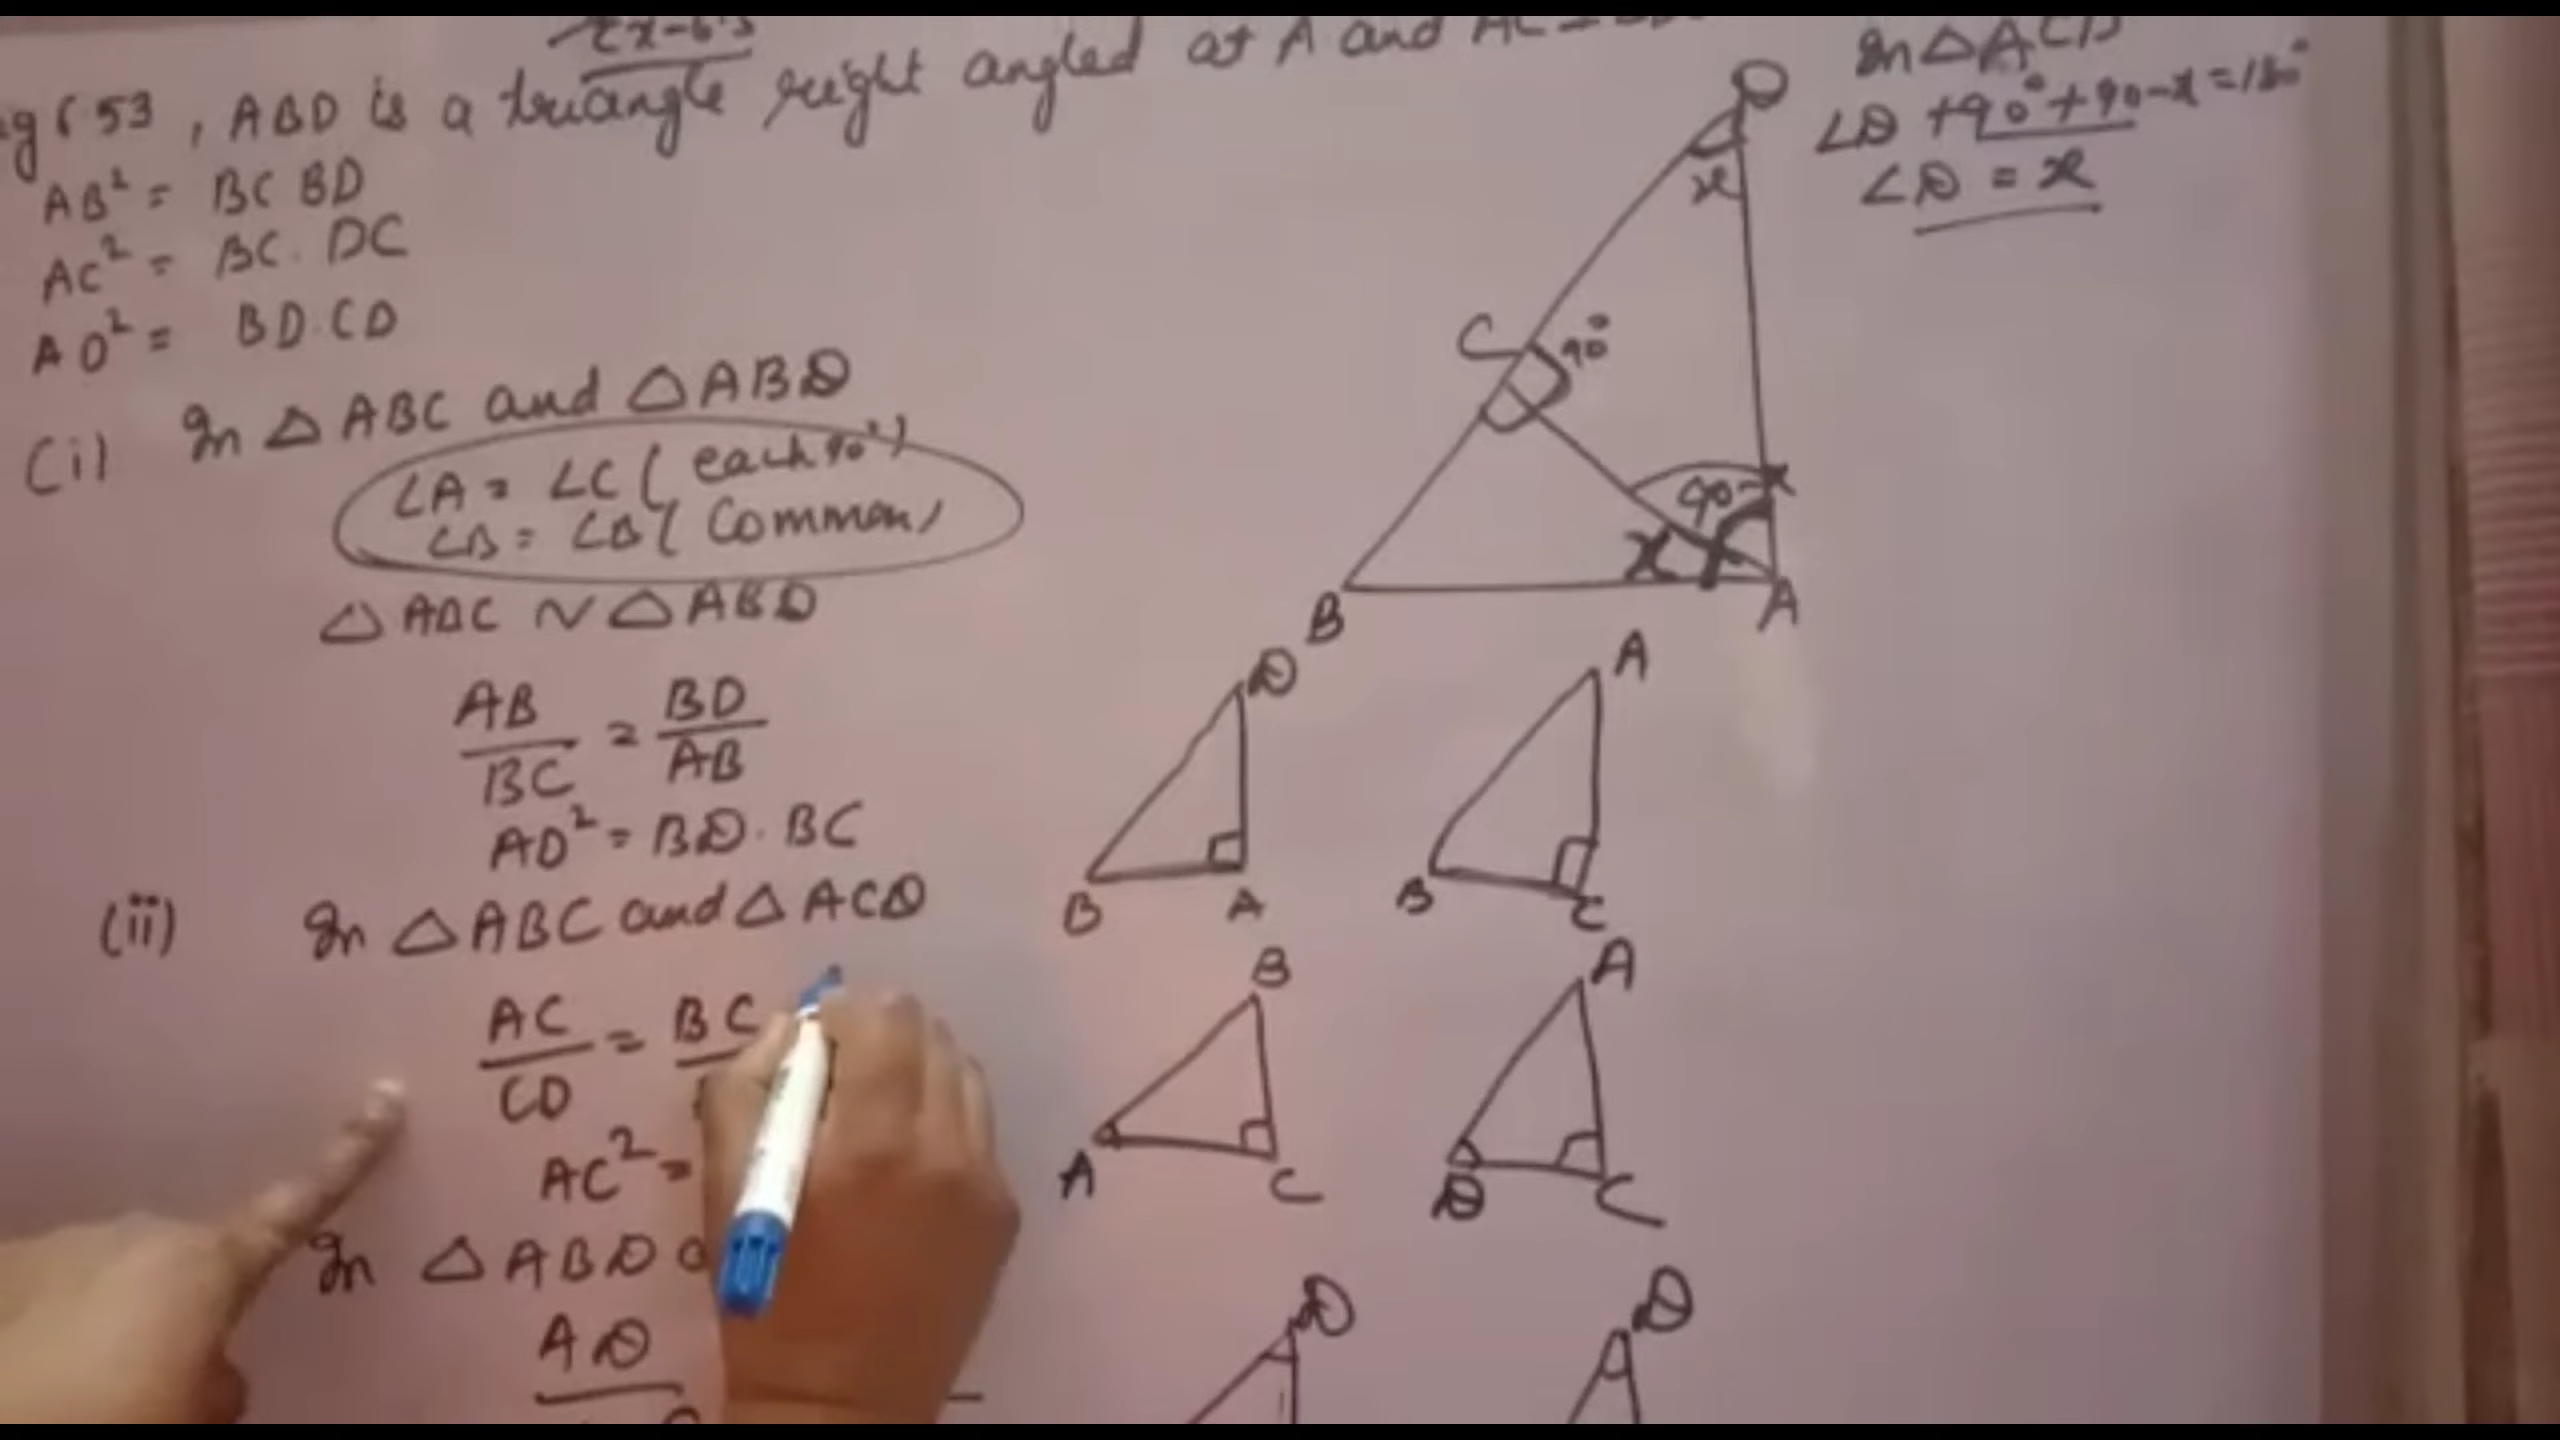 6.53, ABD is a triangle right angled at A and AC
AB² = BC BD
AC² = BC. DC
AD² = BD.CD
(i) In △ABC and △ABD
∠A = ∠C (each 90°)
∠B = ∠B (Common)
△ABC ~ △ABD
AB/BC = BD/AB
AD² = BD. BC
(ii) In △ABC and △ACD
AC/CD = BC
AC² =
In △ABD
AD
In △ACD
∠D +90°+90-x=180°
∠D = x
D
x
C
90°
90-x
x
B
A
D
B
A
A
B
C
B
A
C
A
D
C
D
D